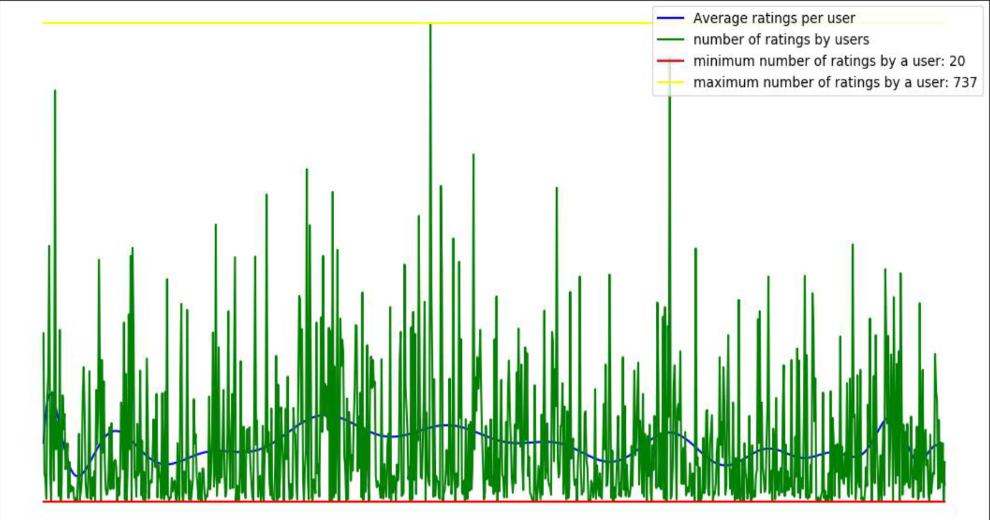 Average ratings per user
number of ratings by users
minimum number of ratings by a user: 20
maximum number of ratings by a user: 737